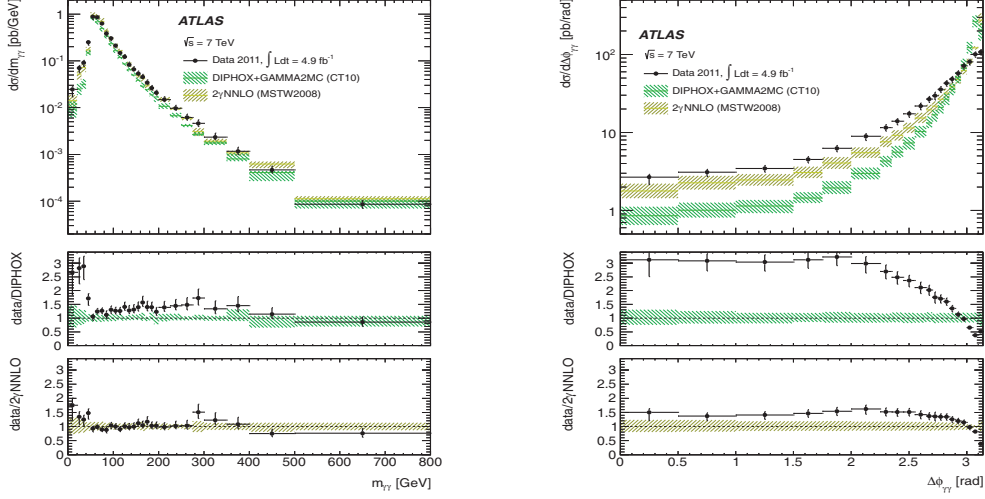 dσ/dmγγ [pb/GeV]
1
10⁻¹
10⁻²
10⁻³
10⁻⁴
ATLAS
√s = 7 TeV
Data 2011, ∫ Ldt = 4.9 fb⁻¹
DIPHOX+GAMMA2MC (CT10)
2γNNLO (MSTW2008)
data/DIPHOX
3
2.5
2
1.5
1
0.5
0
data/2γNNLO
3
2.5
2
1.5
1
0.5
0
0 100 200 300 400 500 600 700 800
mγγ [GeV]
dσ/dΔϕγγ [pb/rad]
10²
10
1
ATLAS
√s = 7 TeV
Data 2011, ∫ Ldt = 4.9 fb⁻¹
DIPHOX+GAMMA2MC (CT10)
2γNNLO (MSTW2008)
data/DIPHOX
3
2.5
2
1.5
1
0.5
0
data/2γNNLO
3
2.5
2
1.5
1
0.5
0
0 0.5 1 1.5 2 2.5 3
Δϕγγ [rad]